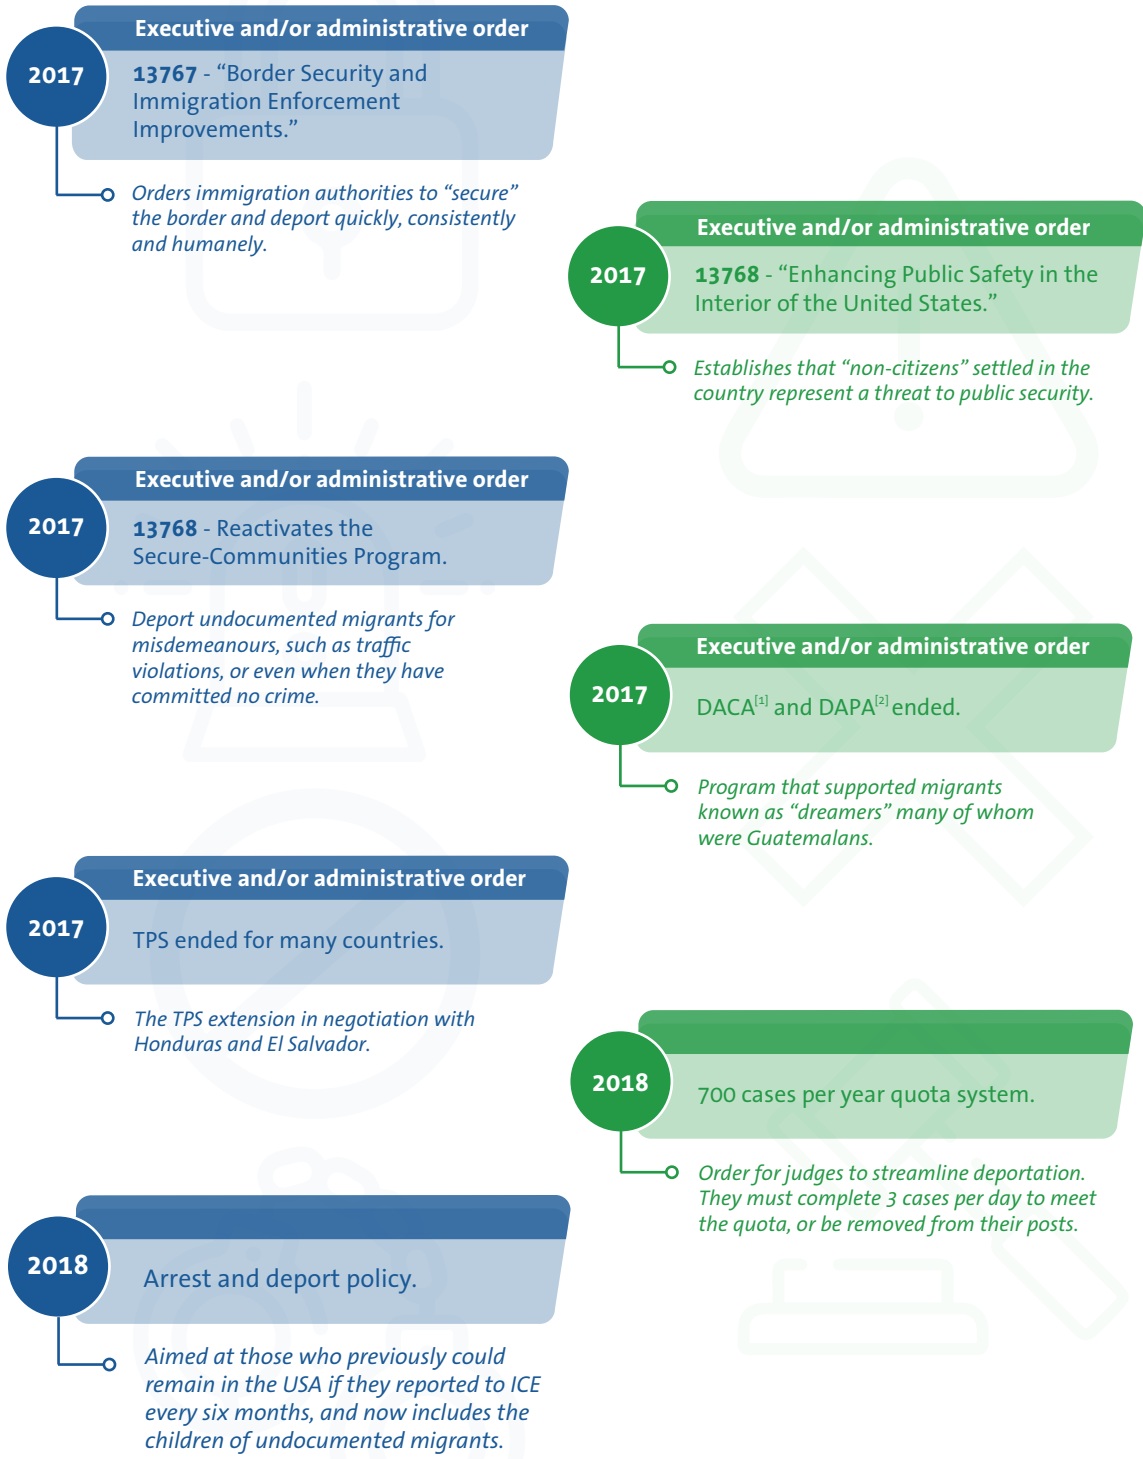 Executive and/or administrative order
2017
13767 - “Border Security and
Immigration Enforcement
Improvements.”
Orders immigration authorities to “secure”
the border and deport quickly, consistently
and humanely.
Executive and/or administrative order
2017
13768 - “Enhancing Public Safety in the
Interior of the United States.”
Establishes that “non-citizens” settled in the
country represent a threat to public security.
Executive and/or administrative order
2017
13768 - Reactivates the
Secure-Communities Program.
Deport undocumented migrants for
misdemeanours, such as traffic
violations, or even when they have
committed no crime.
Executive and/or administrative order
2017
DACA[1] and DAPA[2] ended.
Program that supported migrants
known as “dreamers” many of whom
were Guatemalans.
Executive and/or administrative order
2017
TPS ended for many countries.
The TPS extension in negotiation with
Honduras and El Salvador.
2018
700 cases per year quota system.
Order for judges to streamline deportation.
They must complete 3 cases per day to meet
the quota, or be removed from their posts.
2018
Arrest and deport policy.
Aimed at those who previously could
remain in the USA if they reported to ICE
every six months, and now includes the
children of undocumented migrants.